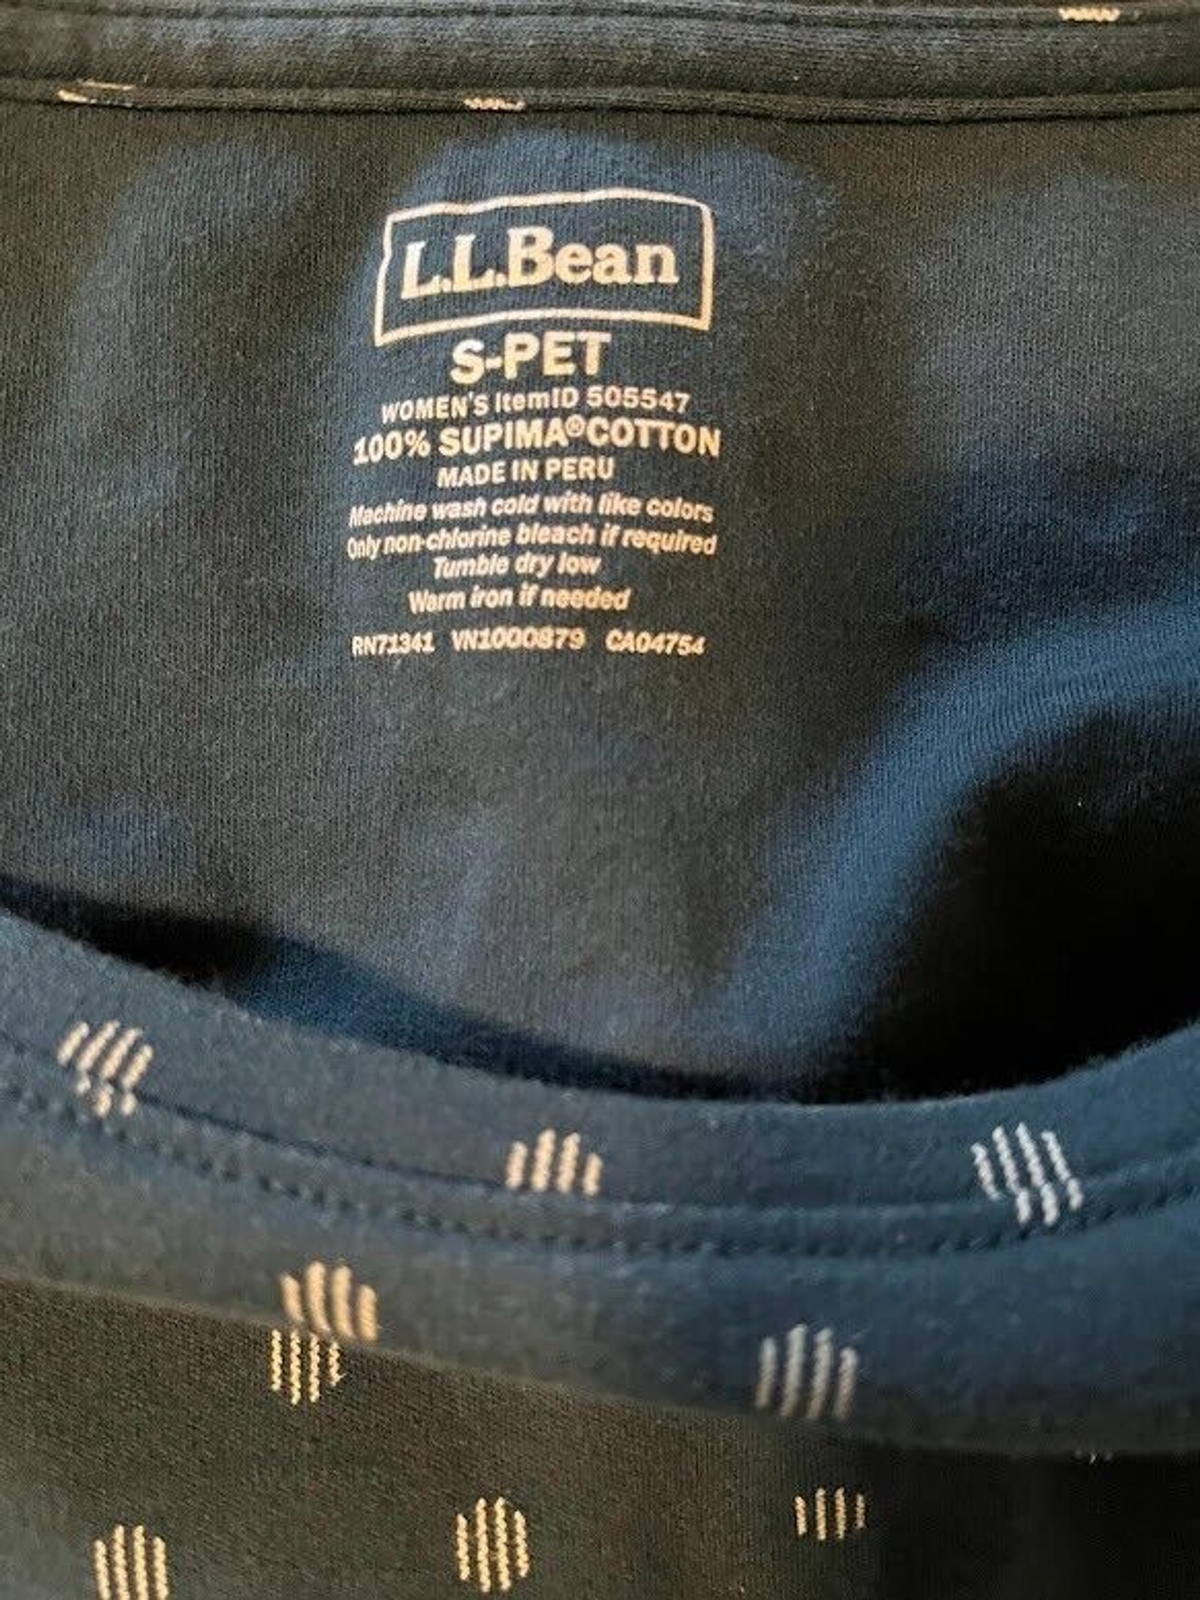 L.L.Bean
S-PET
WOMEN'S ItemID 505547
100% SUPIMA®COTTON
MADE IN PERU
Machine wash cold with like colors
Only non-chlorine bleach if required
Tumble dry low
Warm iron if needed
RN71341 VN1000879 CA04754